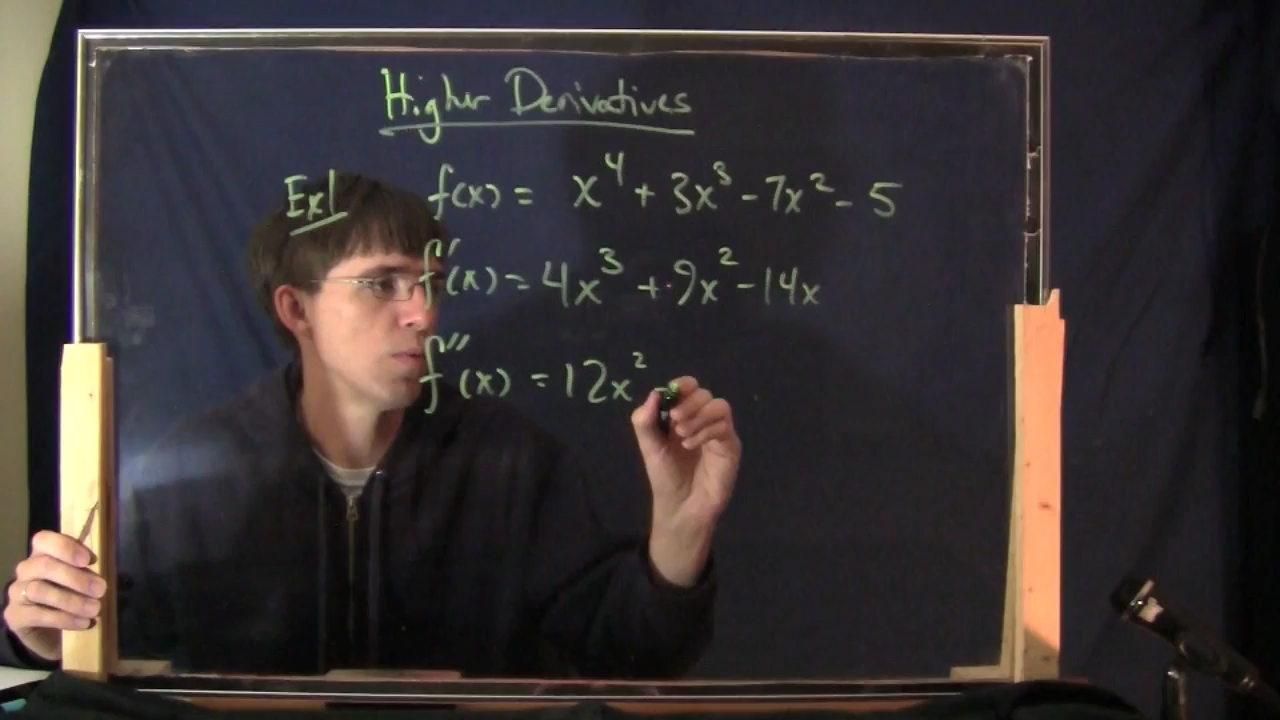 Higher Derivatives
Ex1 f(x) = x⁴ + 3x³ - 7x² - 5
f'(x) = 4x³ + 9x² - 14x
f''(x) = 12x²